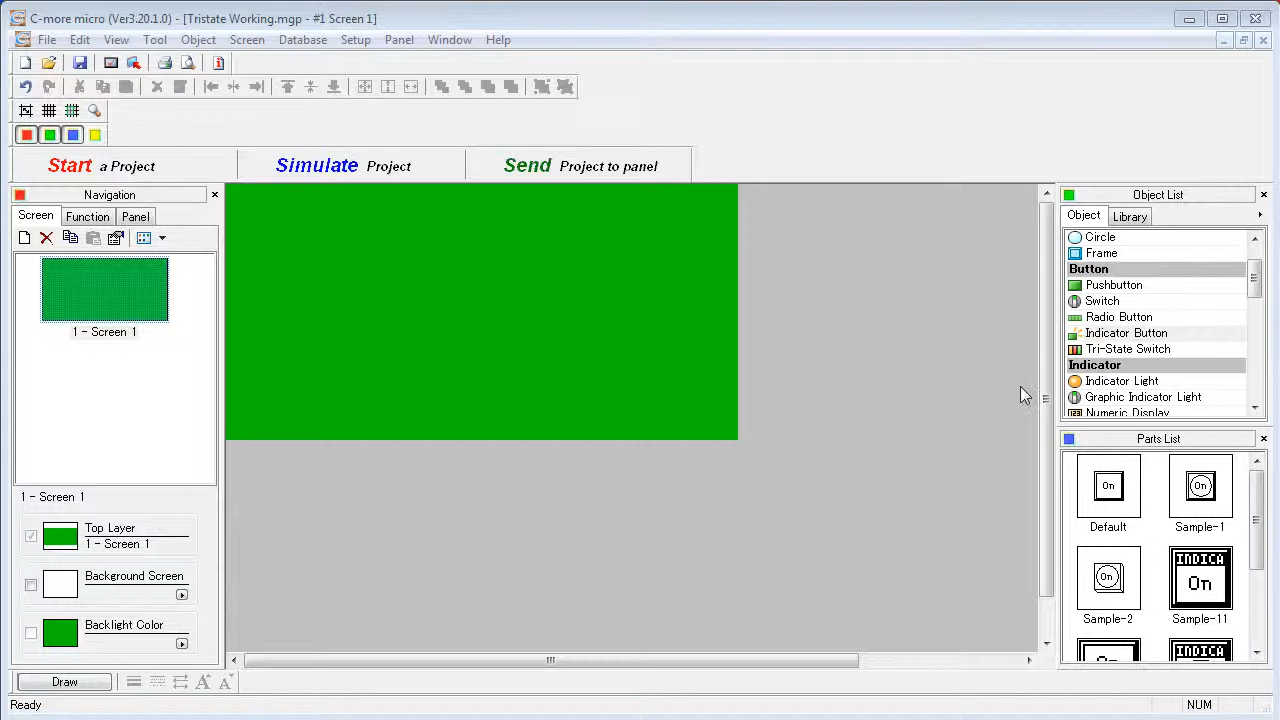 C-more micro (Ver3.20.1.0) - [Tristate Working.mgp - #1 Screen 1]
File Edit View Tool Object Screen Database Setup Panel Window Help
Start a Project Simulate Project Send Project to panel
Navigation
Screen Function Panel
1 - Screen 1
1 - Screen 1
Top Layer
1 - Screen 1
Background Screen
Backlight Color
Object List
Object Library
Circle
Frame
Button
Pushbutton
Switch
Radio Button
Indicator Button
Tri-State Switch
Indicator
Indicator Light
Graphic Indicator Light
Numeric Display
Parts List
On On
Default Sample-1
On INDICA On
Sample-2 Sample-11
On INDICA
Draw A A
Ready NUM